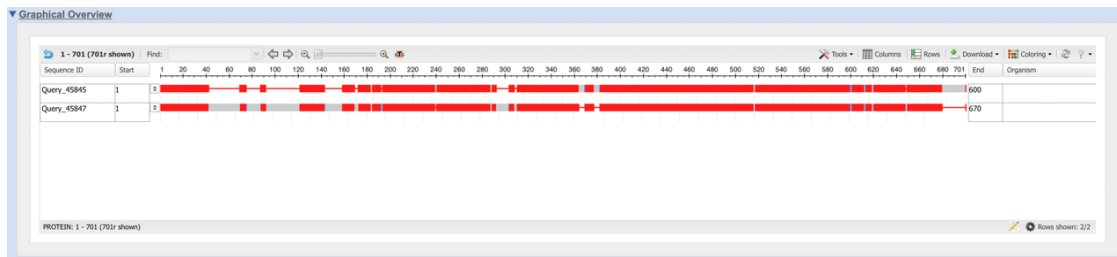 Graphical Overview
1 - 701 (701r shown) Find: Tools Columns Rows Download Coloring ?
Sequence ID Start 1 20 40 60 80 100 120 140 160 180 200 220 240 260 280 300 320 340 360 380 400 420 440 460 480 500 520 540 560 580 600 620 640 660 680 701 End Organism
Query_45845 1 600
Query_45847 1 670
PROTEIN: 1 - 701 (701r shown) Rows shown: 2/2